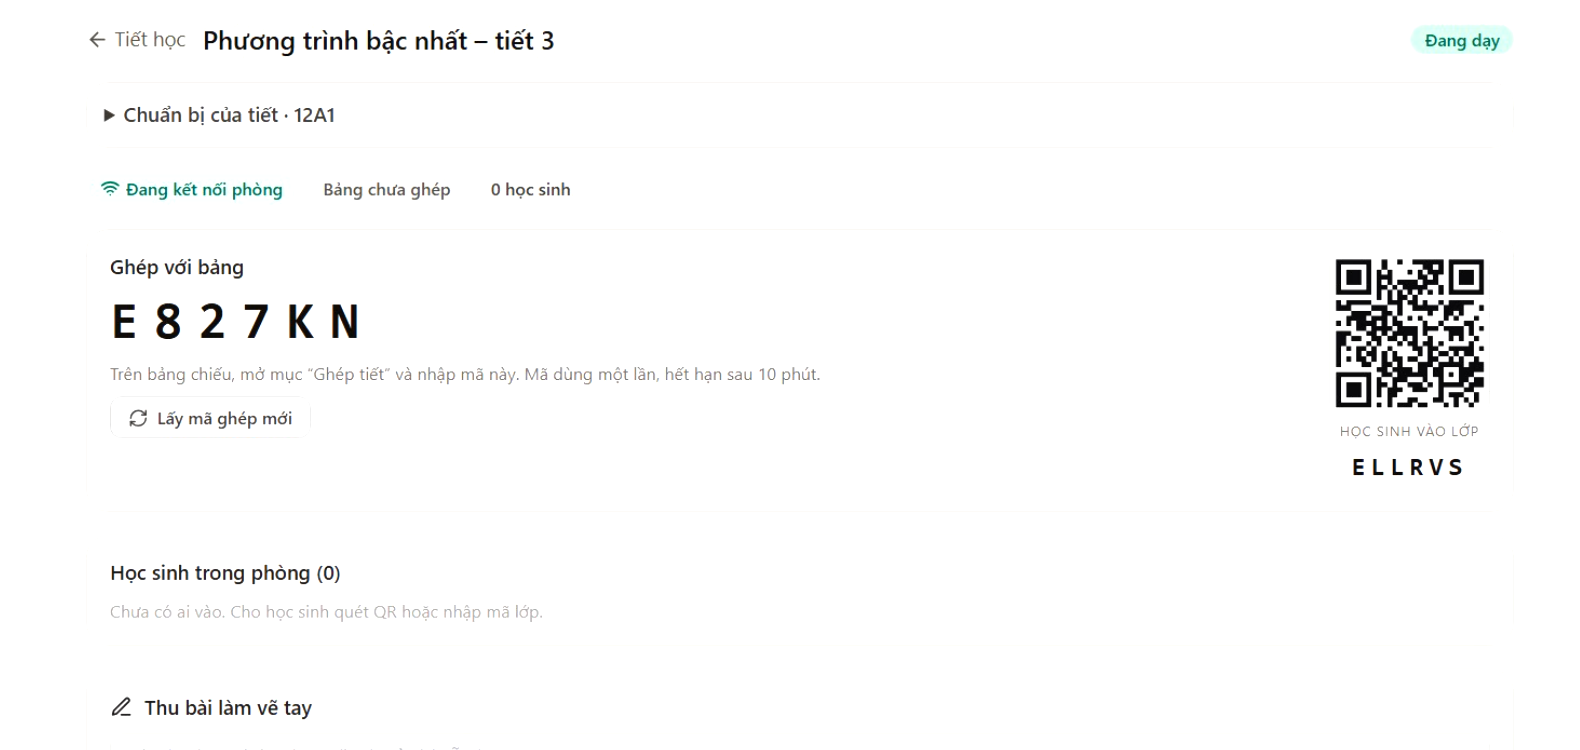 Tiết học Phương trình bậc nhất – tiết 3
Đang dạy
Chuẩn bị của tiết · 12A1
Đang kết nối phòng Bảng chưa ghép 0 học sinh
Ghép với bảng
E827KN
Trên bảng chiếu, mở mục “Ghép tiết” và nhập mã này. Mã dùng một lần, hết hạn sau 10 phút.
Lấy mã ghép mới
HỌC SINH VÀO LỚP
ELLRVS
Học sinh trong phòng (0)
Chưa có ai vào. Cho học sinh quét QR hoặc nhập mã lớp.
Thu bài làm vẽ tay